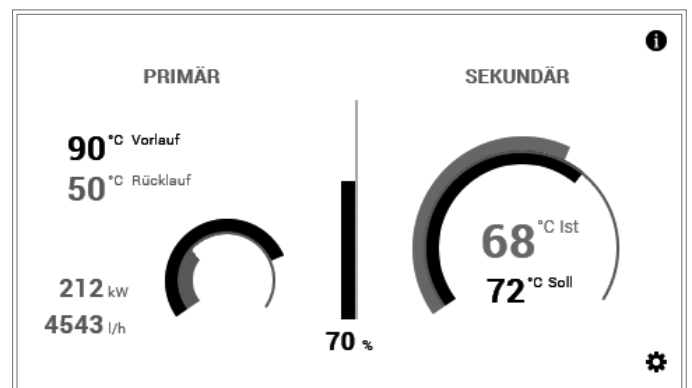 PRIMÄR
90 °C Vorlauf
50 °C Rücklauf
212 kW
4543 l/h
70 %
SEKUNDÄR
68 °C Ist
72 °C Soll